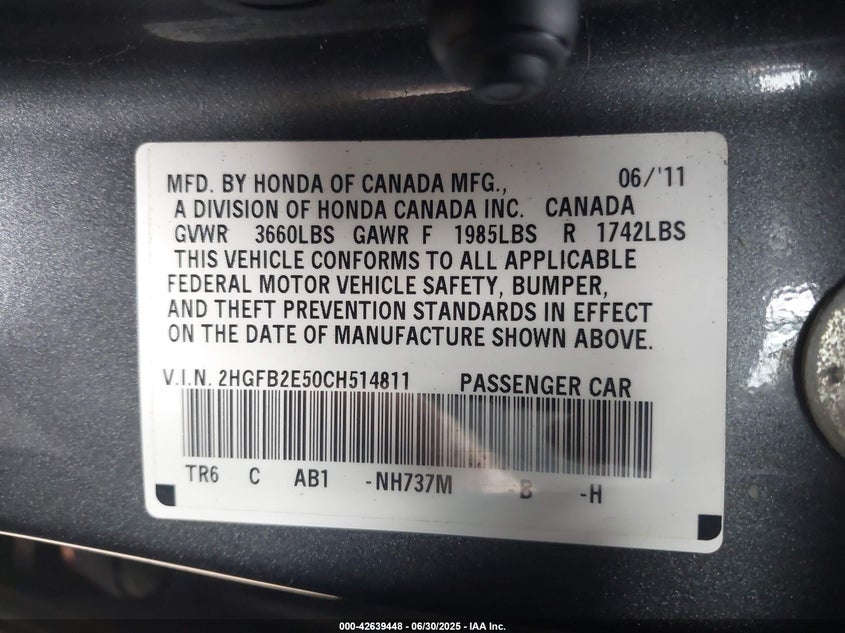 MFD. BY HONDA OF CANADA MFG., 06/'11
A DIVISION OF HONDA CANADA INC. CANADA
GVWR 3660LBS GAWR F 1985LBS R 1742LBS
THIS VEHICLE CONFORMS TO ALL APPLICABLE
FEDERAL MOTOR VEHICLE SAFETY, BUMPER,
AND THEFT PREVENTION STANDARDS IN EFFECT
ON THE DATE OF MANUFACTURE SHOWN ABOVE.
V.I.N. 2HGFB2E50CH514811 PASSENGER CAR
TR6 C AB1 -NH737M -B -H
000-42639448 - 06/30/2025 - IAA Inc.